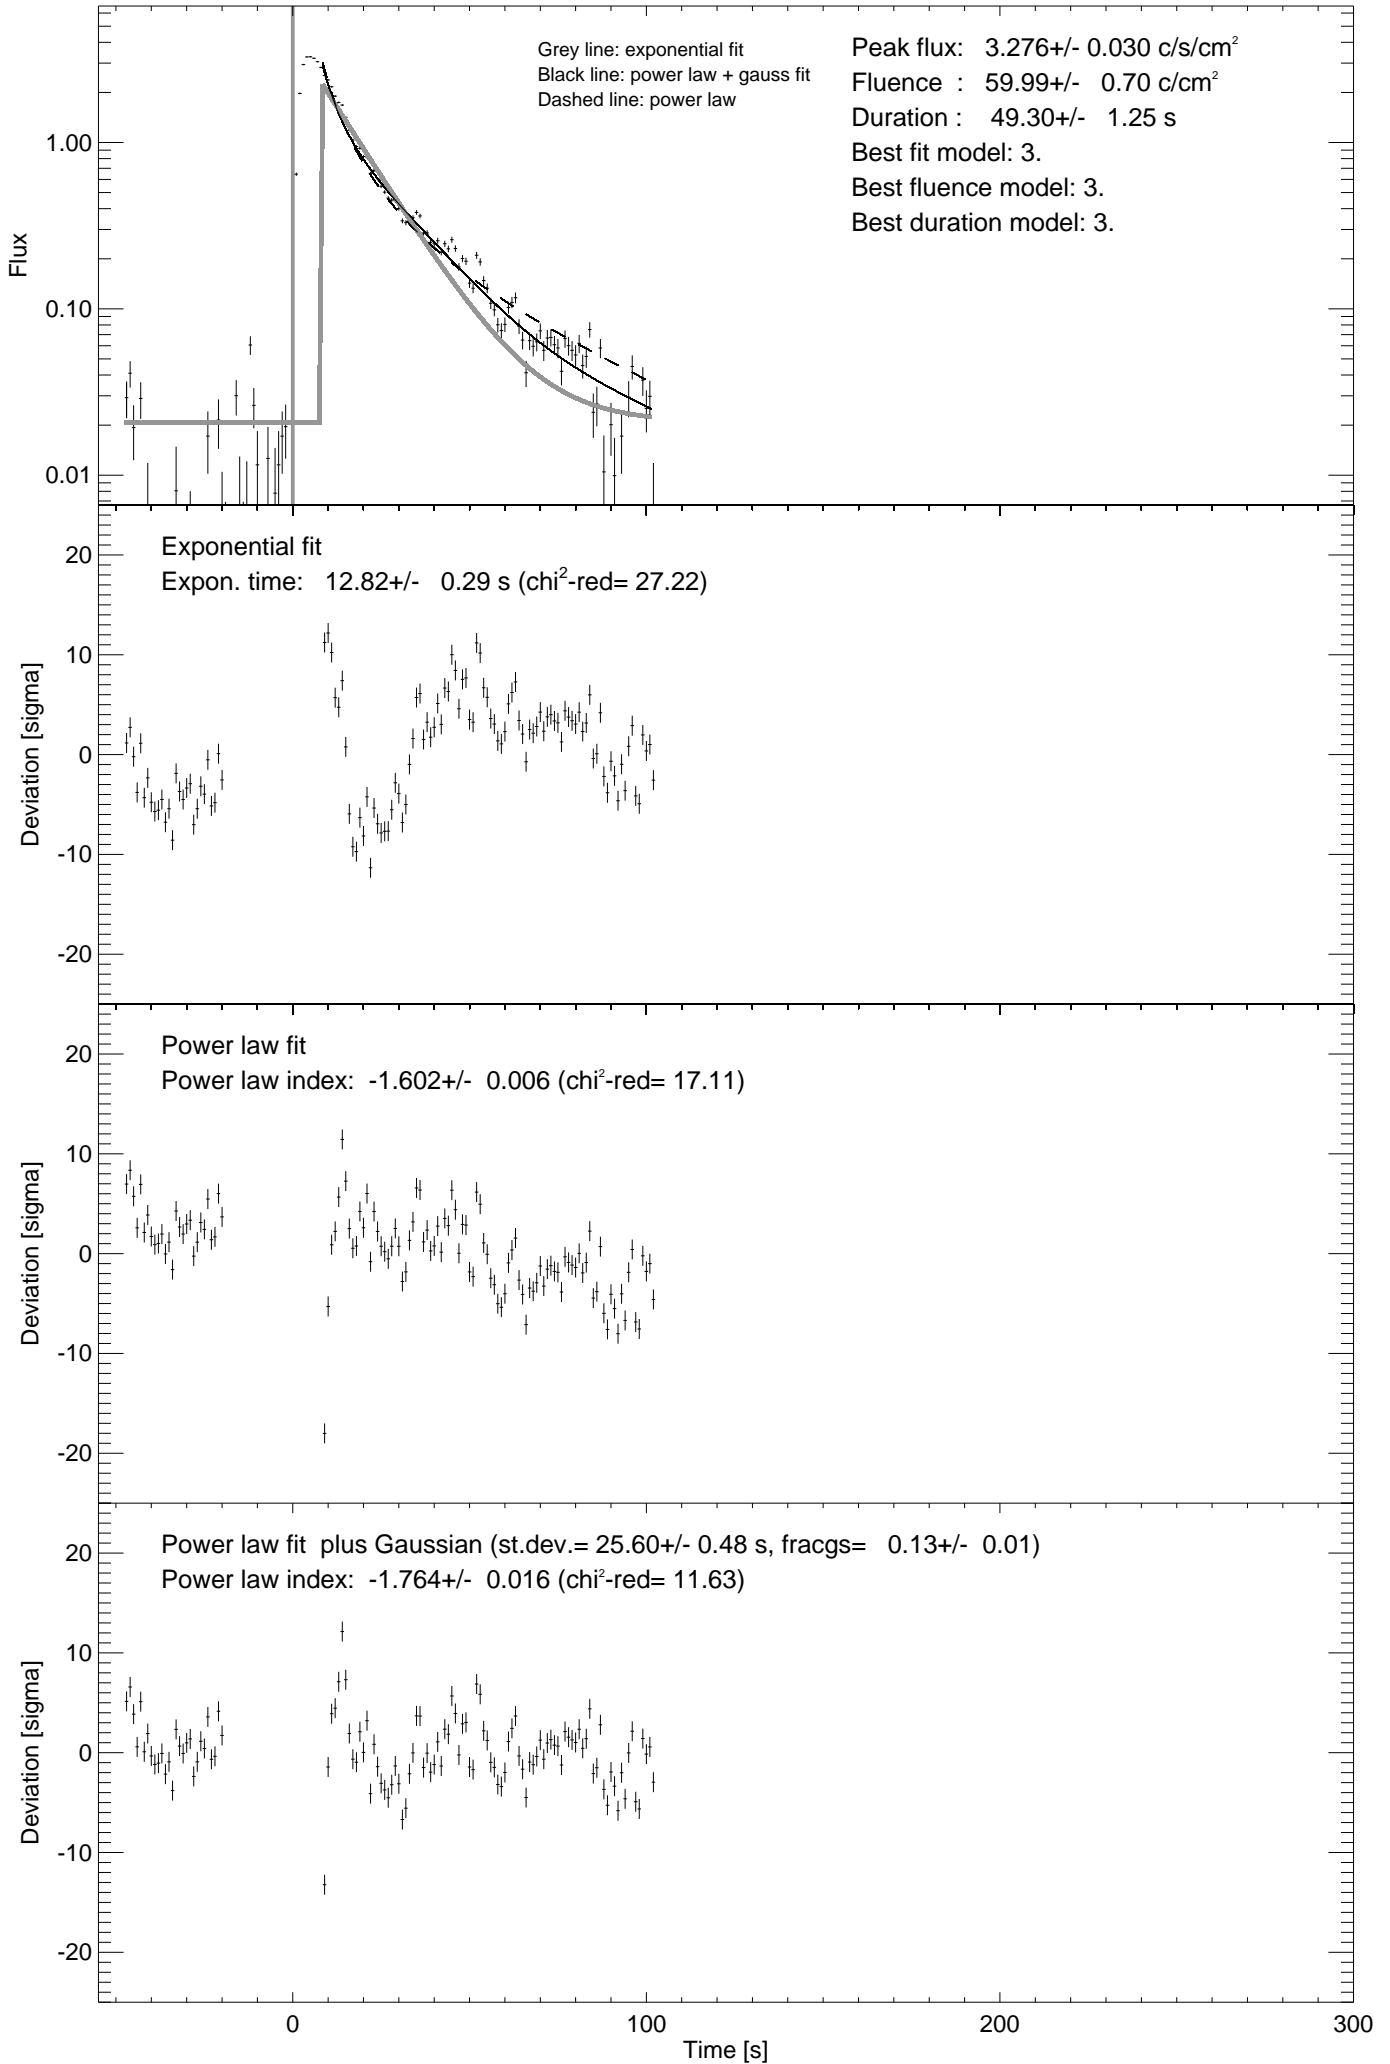 Grey line: exponential fit
Black line: power law + gauss fit
Dashed line: power law
Peak flux: 3.276+/- 0.030 c/s/cm²
Fluence : 59.99+/- 0.70 c/cm²
Duration : 49.30+/- 1.25 s
Best fit model: 3.
Best fluence model: 3.
Best duration model: 3.
Flux
1.00
0.10
0.01
Exponential fit
Expon. time: 12.82+/- 0.29 s (chi²-red= 27.22)
Deviation [sigma]
20
10
0
-10
-20
Power law fit
Power law index: -1.602+/- 0.006 (chi²-red= 17.11)
Deviation [sigma]
20
10
0
-10
-20
Power law fit plus Gaussian (st.dev.= 25.60+/- 0.48 s, fracgs= 0.13+/- 0.01)
Power law index: -1.764+/- 0.016 (chi²-red= 11.63)
Deviation [sigma]
20
10
0
-10
-20
0 100 200 300
Time [s]